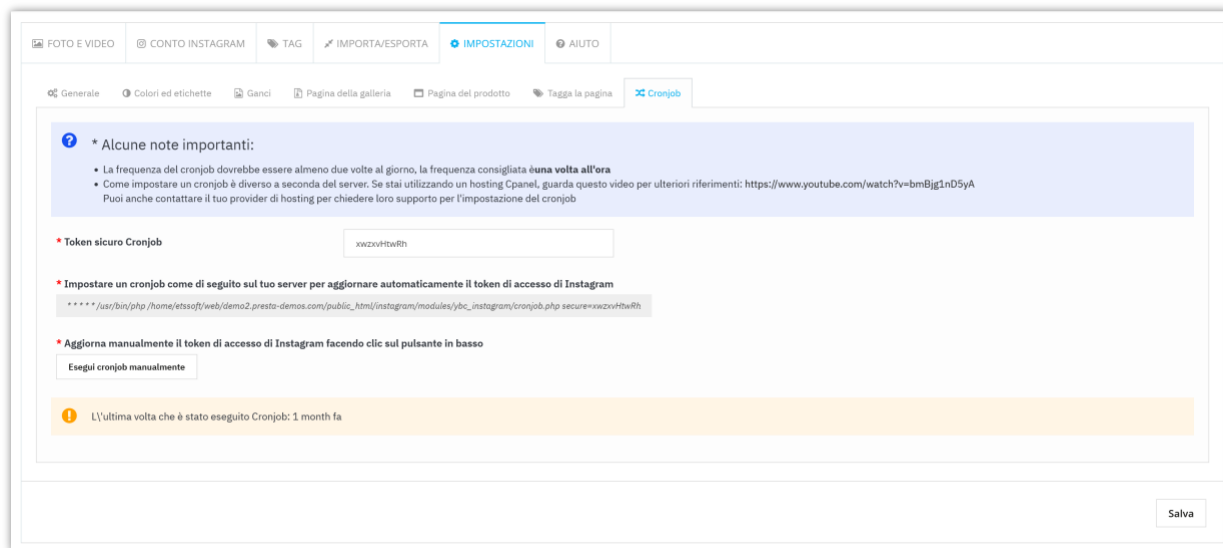 FOTO E VIDEO CONTO INSTAGRAM TAG IMPORTA/ESPORTA IMPOSTAZIONI AIUTO
Generale Colori ed etichette Ganci Pagina della galleria Pagina del prodotto Tagga la pagina Cronjob
* Alcune note importanti:
• La frequenza del cronjob dovrebbe essere almeno due volte al giorno, la frequenza consigliata èuna volta all'ora
• Come impostare un cronjob è diverso a seconda del server. Se stai utilizzando un hosting Cpanel, guarda questo video per ulteriori riferimenti: https://www.youtube.com/watch?v=bmBjg1nD5yA
Puoi anche contattare il tuo provider di hosting per chiedere loro supporto per l'impostazione del cronjob
* Token sicuro Cronjob xwzxvHtwRh
* Impostare un cronjob come di seguito sul tuo server per aggiornare automaticamente il token di accesso di Instagram
* * * * * /usr/bin/php /home/etssoft/web/demo2.presta-demos.com/public_html/instagram/modules/ybc_instagram/cronjob.php secure=xwzxvHtwRh
* Aggiorna manualmente il token di accesso di Instagram facendo clic sul pulsante in basso
Esegui cronjob manualmente
L\'ultima volta che è stato eseguito Cronjob: 1 month fa
Salva